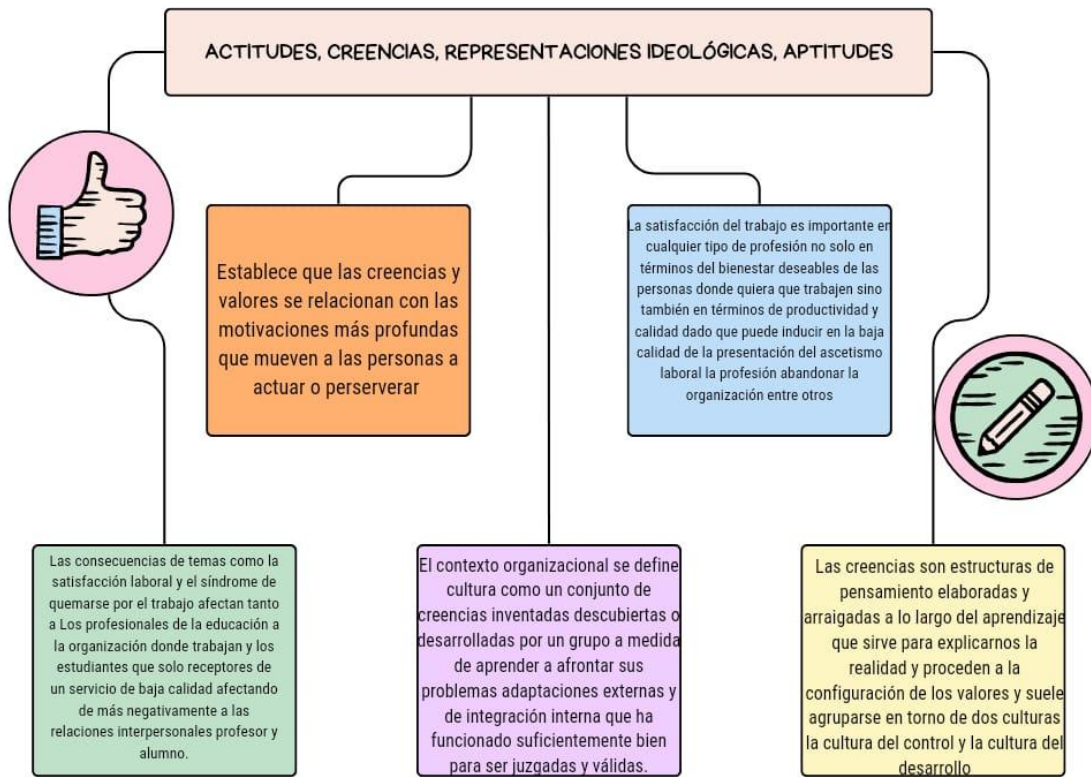 ACTITUDES, CREENCIAS, REPRESENTACIONES IDEOLÓGICAS, APTITUDES
Establece que las creencias y
valores se relacionan con las
motivaciones más profundas
que mueven a las personas a
actuar o perserverar
La satisfacción del trabajo es importante en
cualquier tipo de profesión no solo en
términos del bienestar deseables de las
personas donde quiera que trabajen sino
también en términos de productividad y
calidad dado que puede inducir en la baja
calidad de la presentación del ascetismo
laboral la profesión abandonar la
organización entre otros
Las consecuencias de temas como la
satisfacción laboral y el síndrome de
quemarse por el trabajo afectan tanto
a Los profesionales de la educación a
la organización donde trabajan y los
estudiantes que solo receptores de
un servicio de baja calidad afectando
de más negativamente a las
relaciones interpersonales profesor y
alumno.
El contexto organizacional se define
cultura como un conjunto de
creencias inventadas descubiertas o
desarrolladas por un grupo a medida
de aprender a afrontar sus
problemas adaptaciones externas y
de integración interna que ha
funcionado suficientemente bien
para ser juzgadas y válidas.
Las creencias son estructuras de
pensamiento elaboradas y
arraigadas a lo largo del aprendizaje
que sirve para explicarnos la
realidad y proceden a la
configuración de los valores y suele
agruparse en torno de dos culturas
la cultura del control y la cultura del
desarrollo